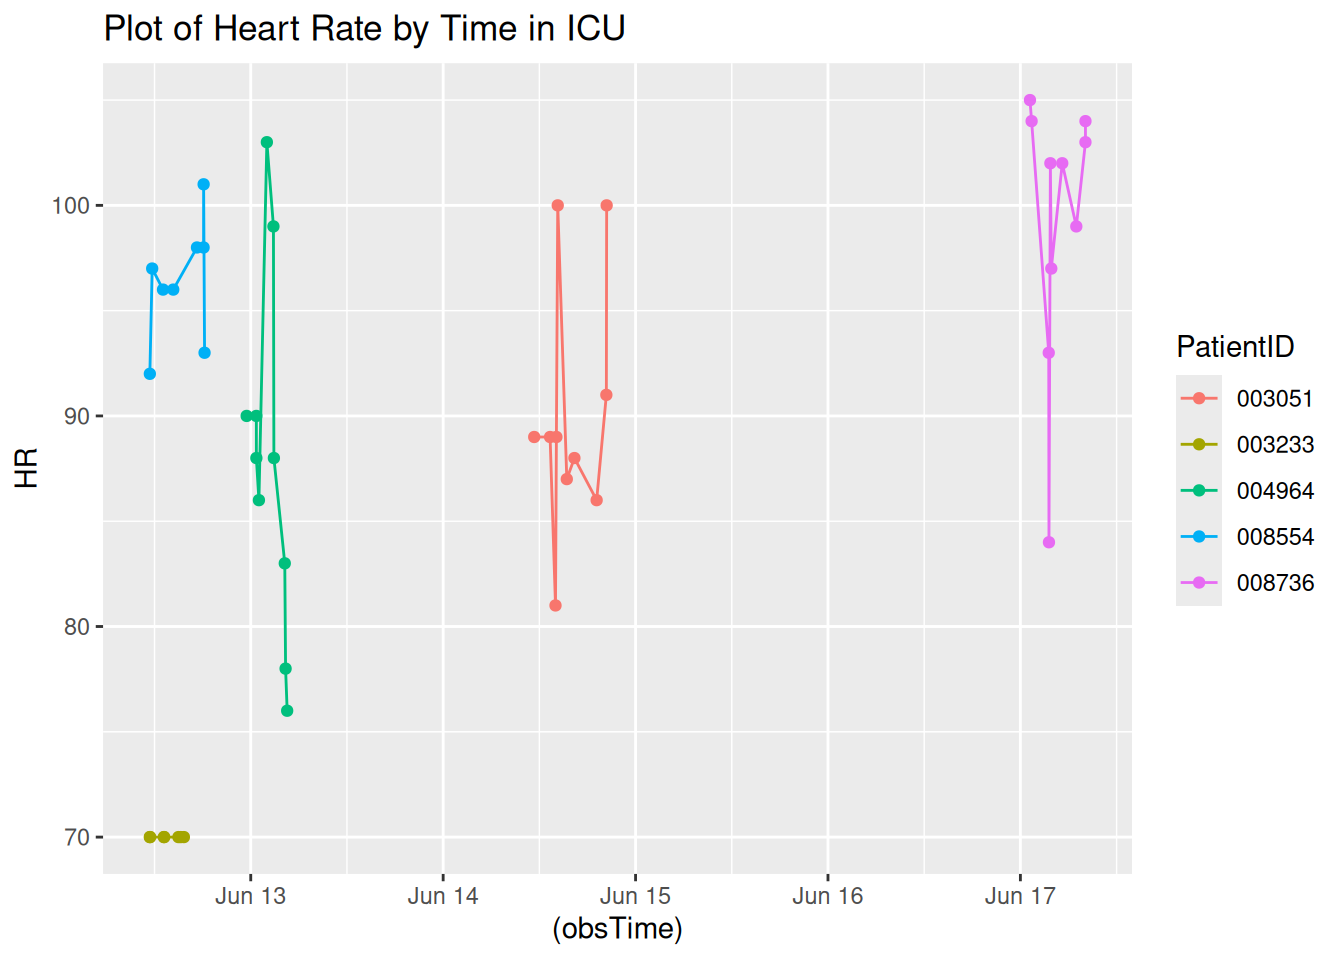 Plot of Heart Rate by Time in ICU
HR
100
90
80
70
Jun 13 Jun 14 Jun 15 Jun 16 Jun 17
(obsTime)
PatientID
003051
003233
004964
008554
008736